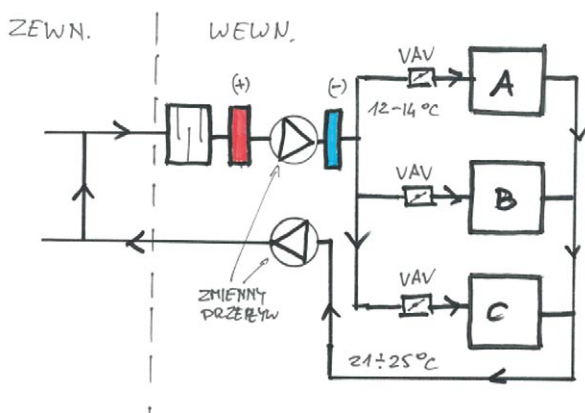 ZEWN.
WEWN.
(+)
(-)
VAV
A
12-14°C
VAV
B
VAV
C
ZMIENNY
PRZEPŁYW
21÷25°C